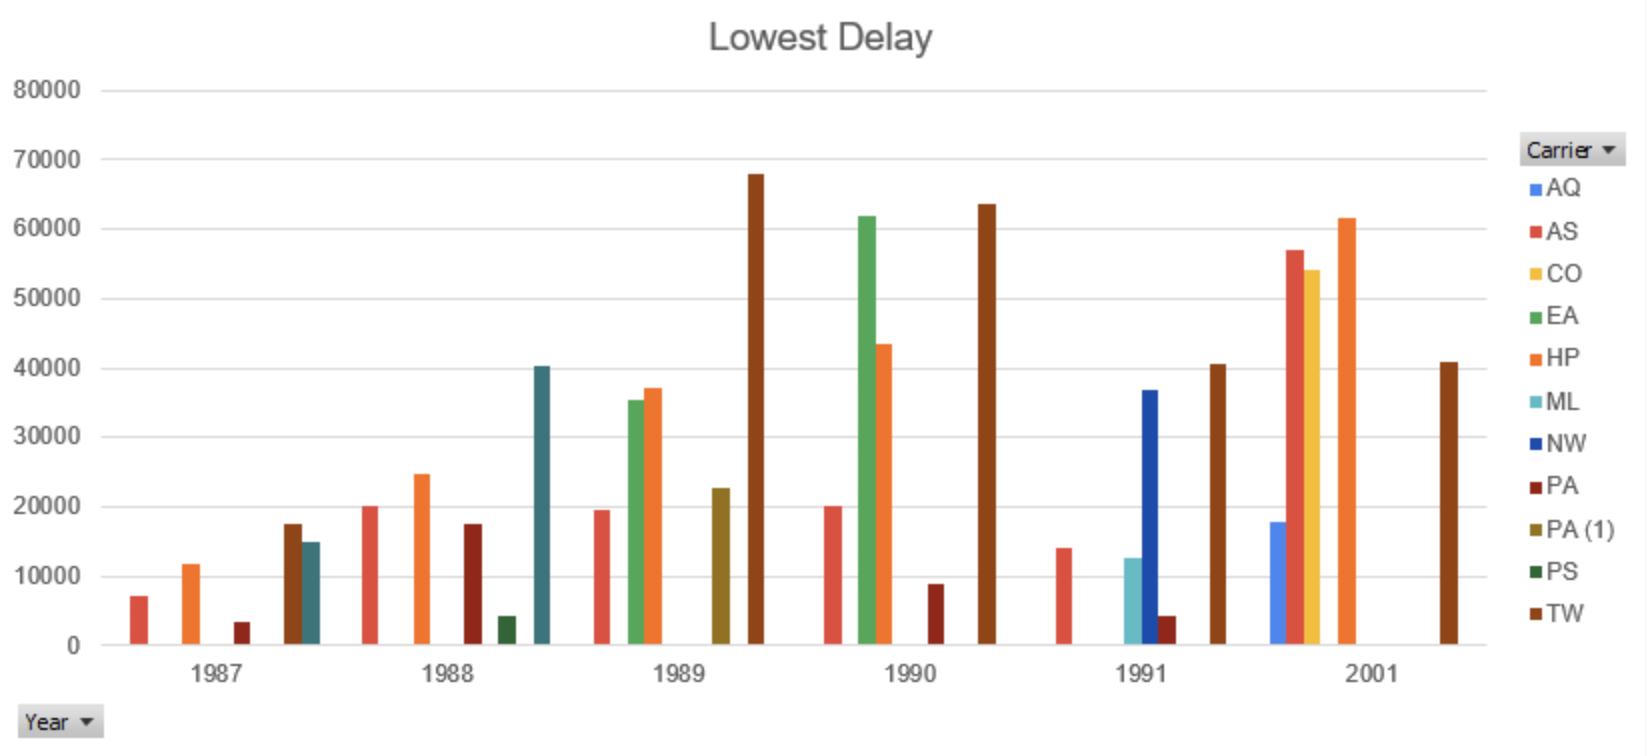 Lowest Delay
80000
70000
60000
50000
40000
30000
20000
10000
0
1987 1988 1989 1990 1991 2001
Year
Carrier
AQ
AS
CO
EA
HP
ML
NW
PA
PA (1)
PS
TW